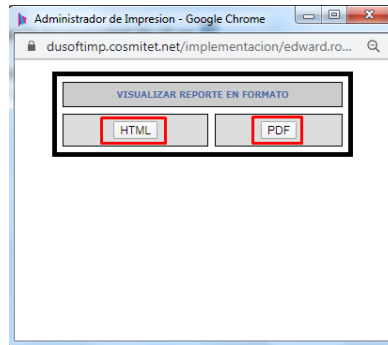 Administrador de Impresion - Google Chrome
dusoftimp.cosmitet.net/implementacion/edward.ro...
VISUALIZAR REPORTE EN FORMATO
HTML PDF